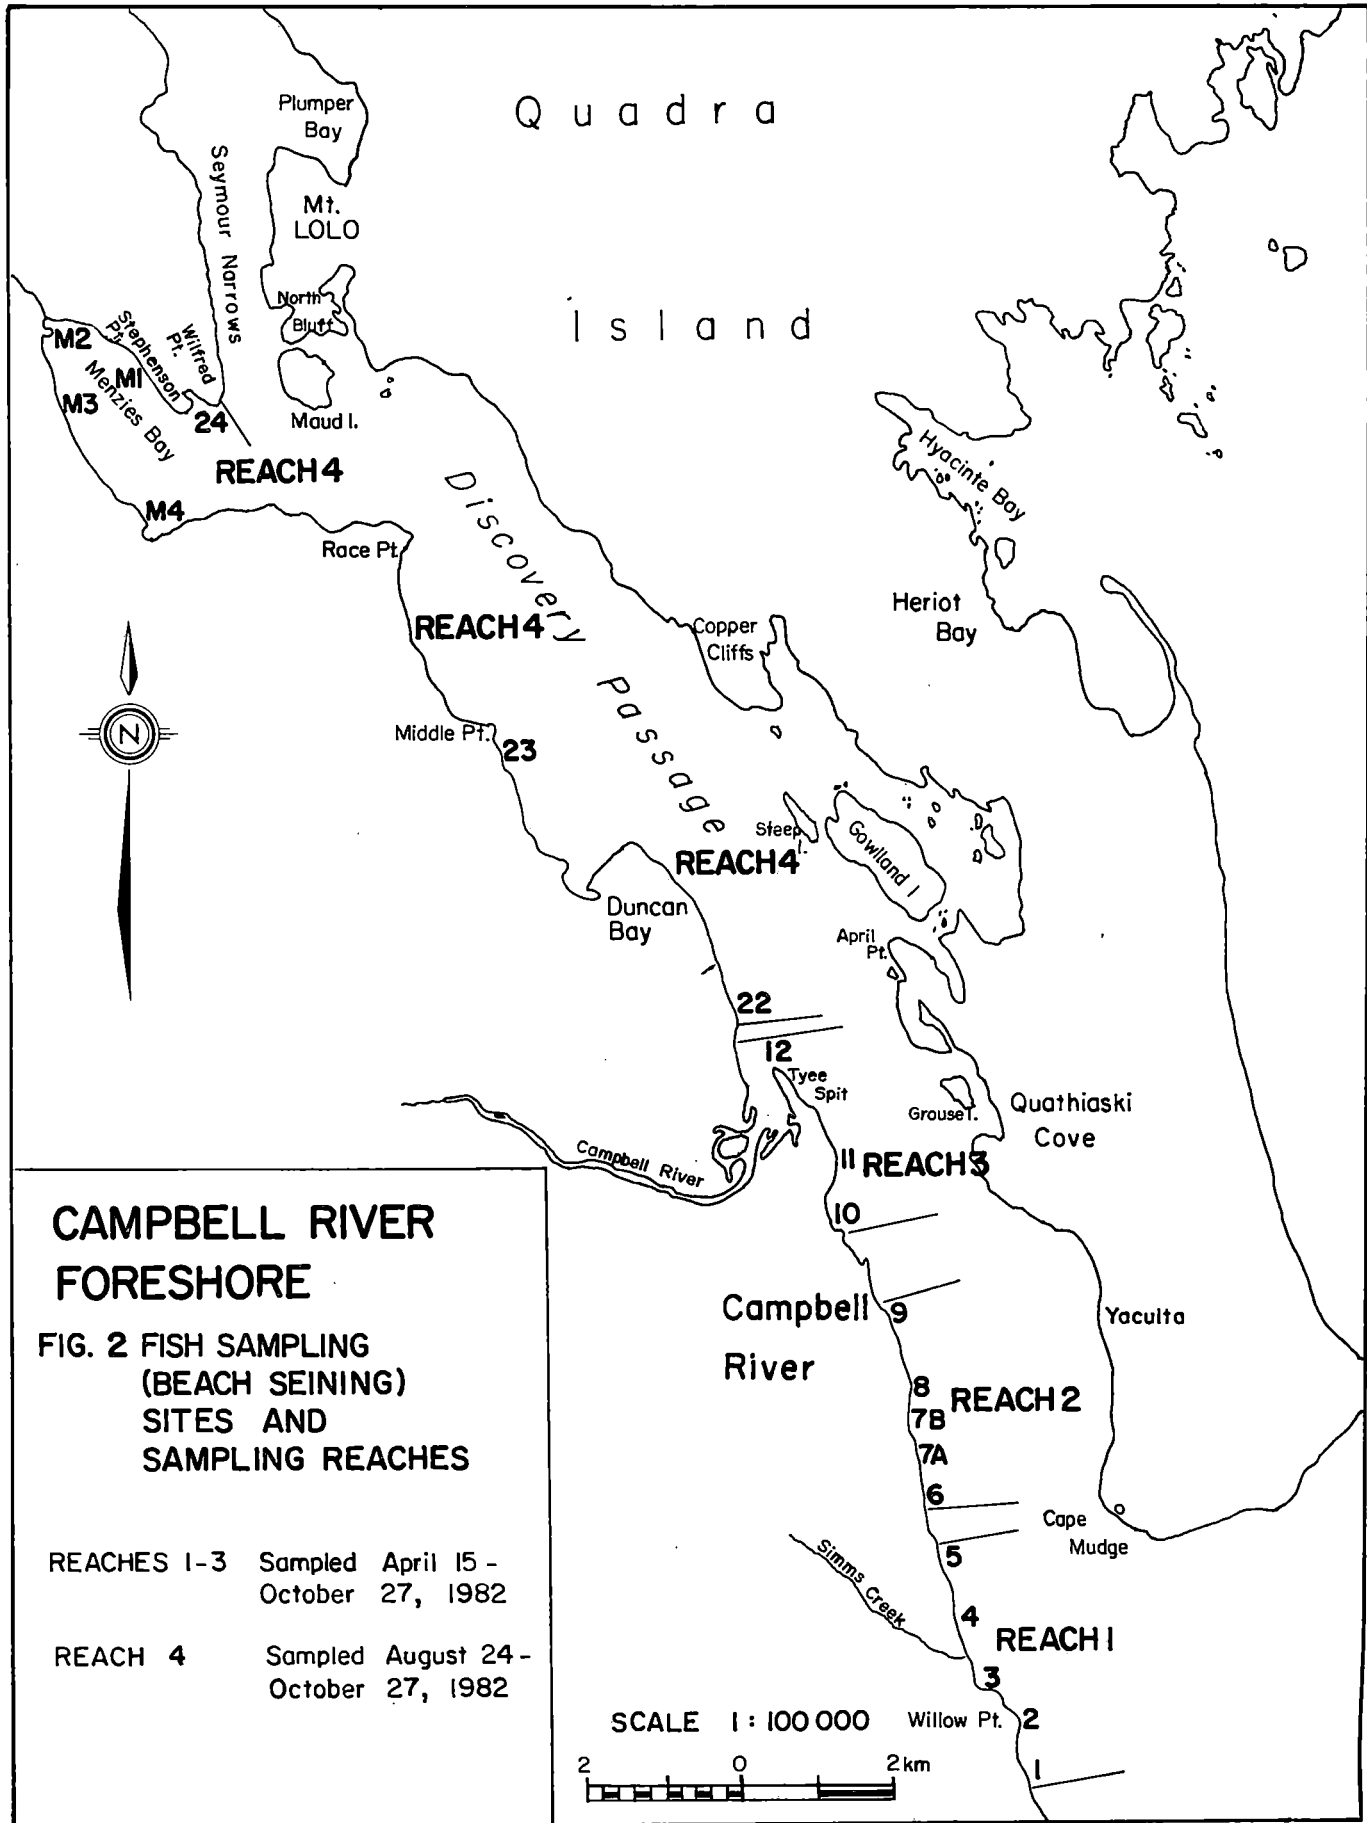 Quadra
Island
Plumper
Bay
Seymour Narrows
Mt.
LOLO
North
Bluff
Maud I.
Stephenson
Pt.
Wilfred
Pt.
M2
M1
M3
Menzies Bay
24
REACH 4
M4
Race Pt.
Discovery Passage
REACH 4
Hyacinte Bay
Heriot
Bay
Copper
Cliffs
N
Middle Pt.
23
Steep
I.
Gowlland I
REACH 4
Duncan
Bay
April
Pt.
22
12
Tyee
Spit
Grouse I.
Quathiaski
Cove
Campbell River
11 REACH 3
10
Campbell
River
9
Yaculta
8
REACH 2
7B
7A
6
Cape
Mudge
5
Simms Creek
4
REACH 1
3
Willow Pt.
2
1
CAMPBELL RIVER
FORESHORE
FIG. 2 FISH SAMPLING
(BEACH SEINING)
SITES AND
SAMPLING REACHES
REACHES 1-3 Sampled April 15 -
October 27, 1982
REACH 4 Sampled August 24 -
October 27, 1982
SCALE 1 : 100 000
2 0 2 km